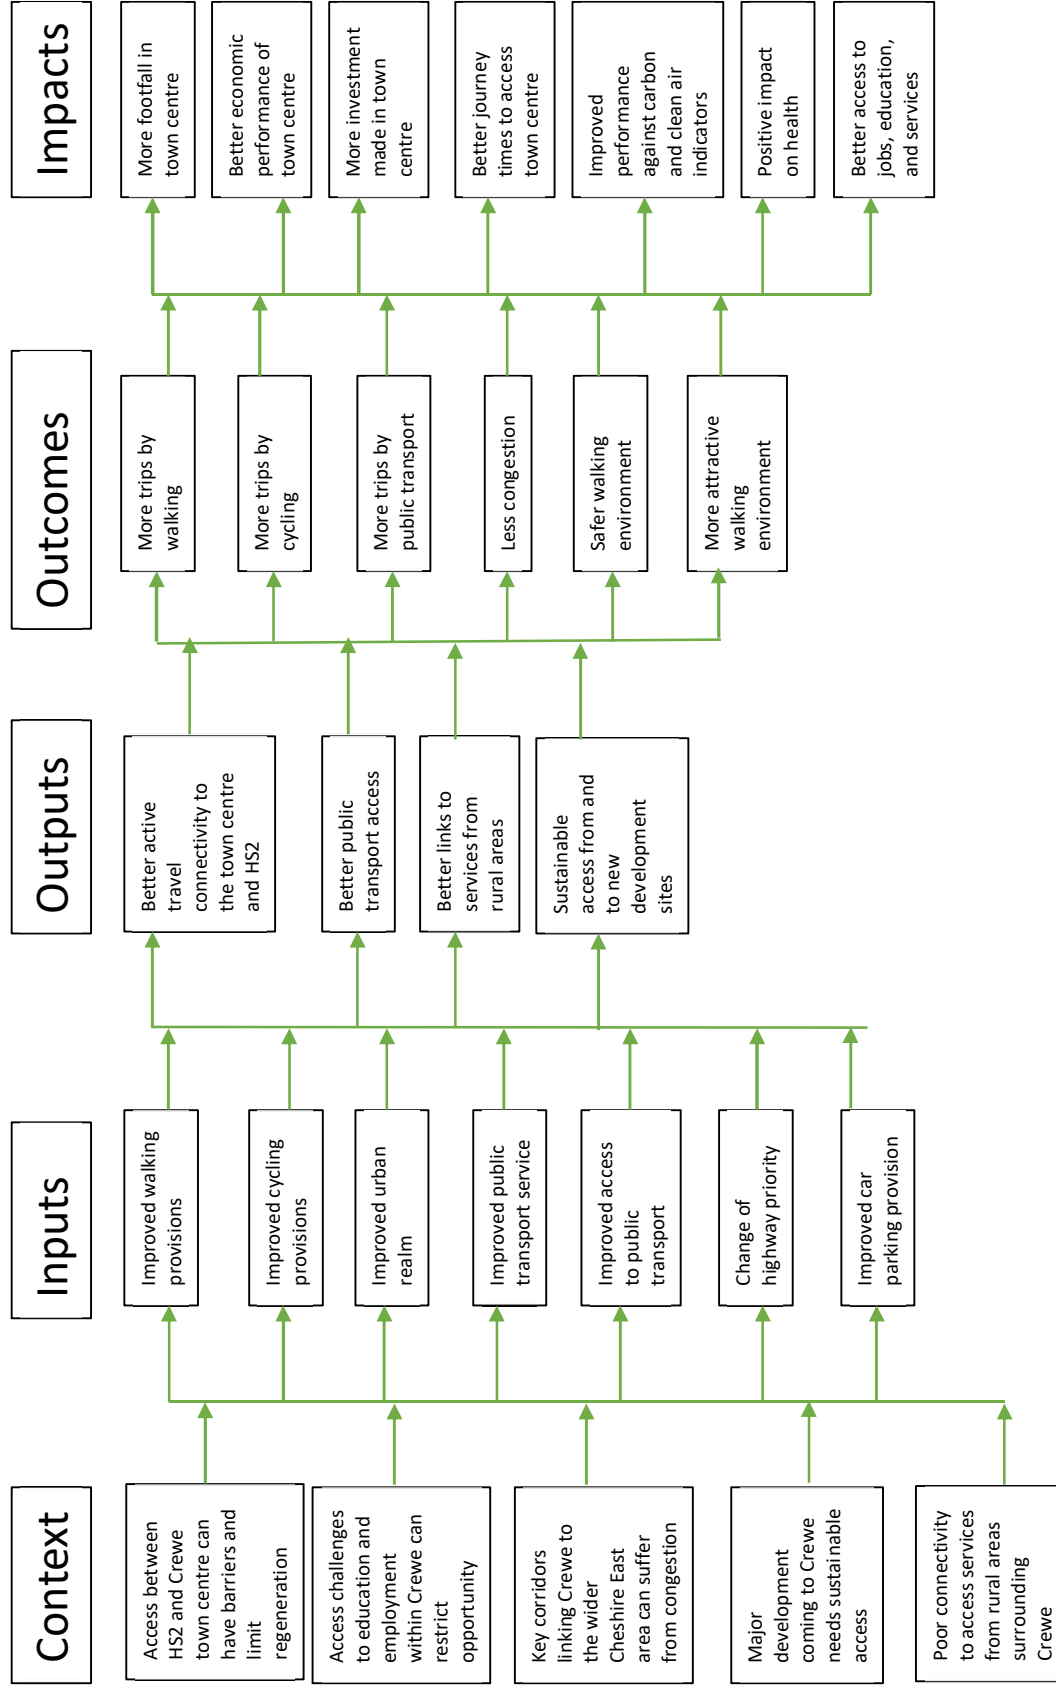 Context
Access between
HS2 and Crewe
town centre can
have barriers and
limit
regeneration
Access challenges
to education and
employment
within Crewe can
restrict
opportunity
Key corridors
linking Crewe to
the wider
Cheshire East
area can suffer
from congestion
Major
development
coming to Crewe
needs sustainable
access
Poor connectivity
to access services
from rural areas
surrounding
Crewe
Inputs
Improved walking
provisions
Improved cycling
provisions
Improved urban
realm
Improved public
transport service
Improved access
to public
transport
Change of
highway priority
Improved car
parking provision
Outputs
Better active
travel
connectivity to
the town centre
and HS2
Better public
transport access
Better links to
services from
rural areas
Sustainable
access from and
to new
development
sites
Outcomes
More trips by
walking
More trips by
cycling
More trips by
public transport
Less congestion
Safer walking
environment
More attractive
walking
environment
Impacts
More footfall in
town centre
Better economic
performance of
town centre
More investment
made in town
centre
Better journey
times to access
town centre
Improved
performance
against carbon
and clean air
indicators
Positive impact
on health
Better access to
jobs, education,
and services